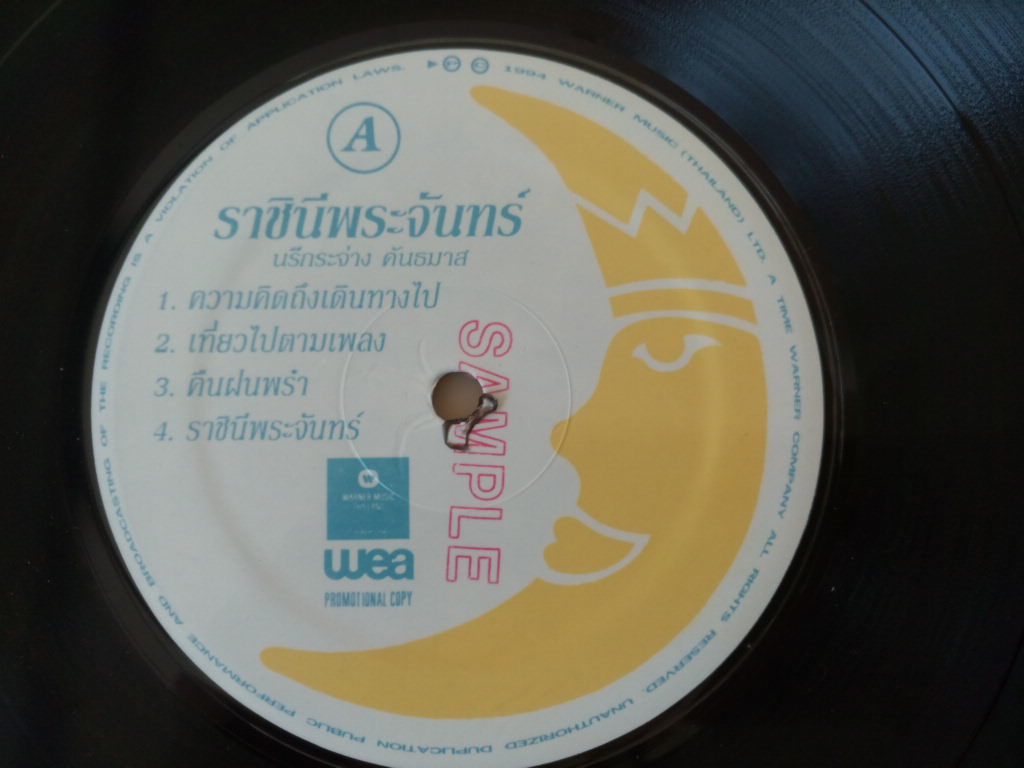 A
ราชินีพระจันทร์
นรีกระจ่าง คันธมาส
1. ความคิดถึงเดินทางไป
2. เที่ยวไปตามเพลง
3. คืนฝนพรำ
4. ราชินีพระจันทร์
SAMPLE
W
WARNER MUSIC
THAILAND
wea
PROMOTIONAL COPY
℗ © 1994 WARNER MUSIC (THAILAND) LTD. A TIME WARNER COMPANY ALL RIGHTS RESERVED. UNAUTHORIZED DUPLICATION PUBLIC PERFORMANCE AND BROADCASTING OF THE RECORDING IS A VIOLATION OF APPLICATION LAWS.